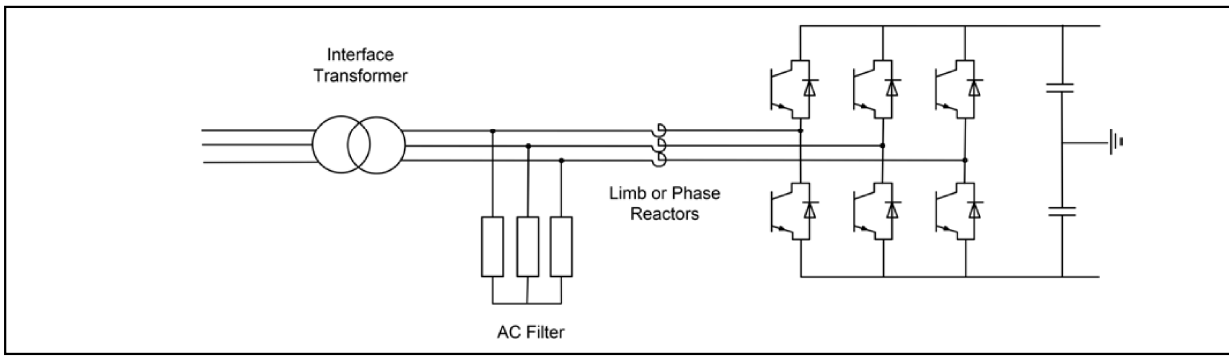 Interface
Transformer
Limb or Phase
Reactors
AC Filter